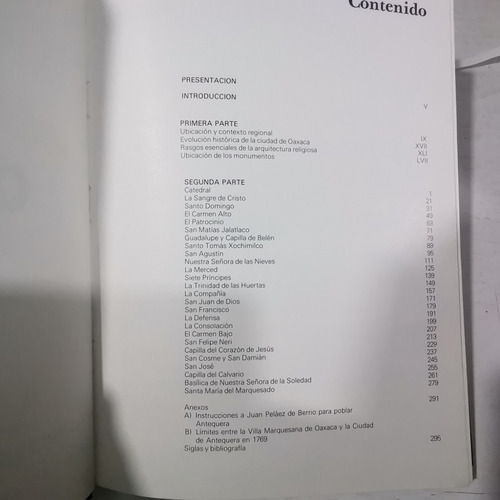 Contenido
PRESENTACION
INTRODUCCION
V
PRIMERA PARTE
Ubicación y contexto regional IX
Evolución histórica de la ciudad de Oaxaca XVII
Rasgos esenciales de la arquitectura religiosa XLI
Ubicación de los monumentos LVII
SEGUNDA PARTE
Catedral 1
La Sangre de Cristo 21
Santo Domingo 31
El Carmen Alto 49
El Patrocinio 63
San Matías Jalatlaco 71
Guadalupe y Capilla de Belén 79
Santo Tomás Xochimilco 89
San Agustín 95
Nuestra Señora de las Nieves 111
La Merced 125
Siete Príncipes 139
La Trinidad de las Huertas 149
La Compañía 157
San Juan de Dios 171
San Francisco 179
La Defensa 191
La Consolación 199
El Carmen Bajo 207
San Felipe Neri 213
Capilla del Corazón de Jesús 229
San Cosme y San Damián 237
San José 245
Capilla del Calvario 255
Basílica de Nuestra Señora de la Soledad 261
Santa María del Marquesado 279
Anexos 291
A) Instrucciones a Juan Peláez de Berrio para poblar
Antequera
B) Límites entre la Villa Marquesana de Oaxaca y la Ciudad
de Antequera en 1769 295
Siglas y bibliografía